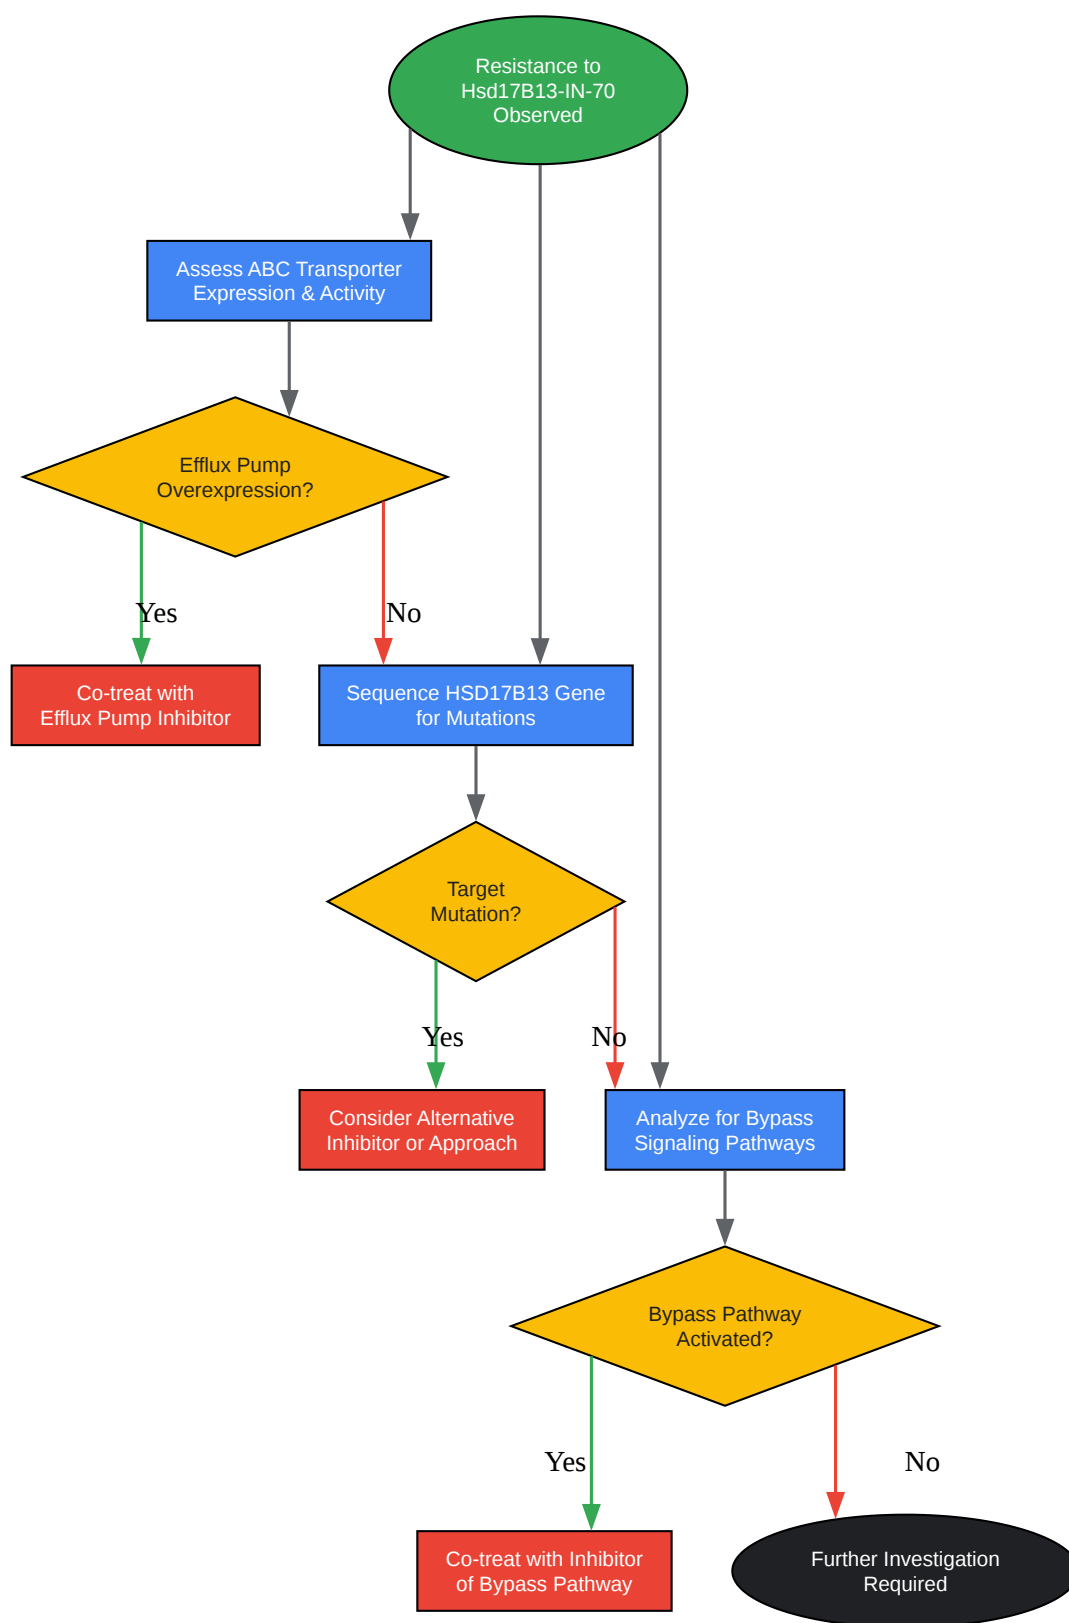 Resistance to
Hsd17B13-IN-70
Observed
Assess ABC Transporter
Expression & Activity
Efflux Pump
Overexpression?
Yes
No
Co-treat with
Efflux Pump Inhibitor
Sequence HSD17B13 Gene
for Mutations
Target
Mutation?
Yes
No
Consider Alternative
Inhibitor or Approach
Analyze for Bypass
Signaling Pathways
Bypass Pathway
Activated?
Yes
No
Co-treat with Inhibitor
of Bypass Pathway
Further Investigation
Required